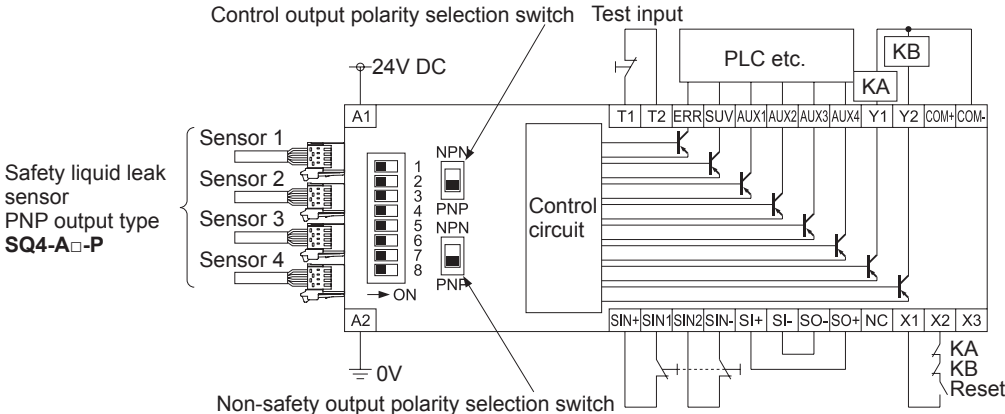 Control output polarity selection switch
Test input
24V DC
PLC etc.
KA
KB
A1
T1 T2 ERR SUV AUX1 AUX2 AUX3 AUX4 Y1 Y2 COM+ COM-
Safety liquid leak
sensor
PNP output type
SQ4-A□-P
Sensor 1
Sensor 2
Sensor 3
Sensor 4
1
2
3
4
5
6
7
8
→ ON
NPN
PNP
NPN
PNP
Control
circuit
A2
SIN+ SIN1 SIN2 SIN- SI+ SI- SO- SO+ NC X1 X2 X3
0V
KA
KB
Reset
Non-safety output polarity selection switch